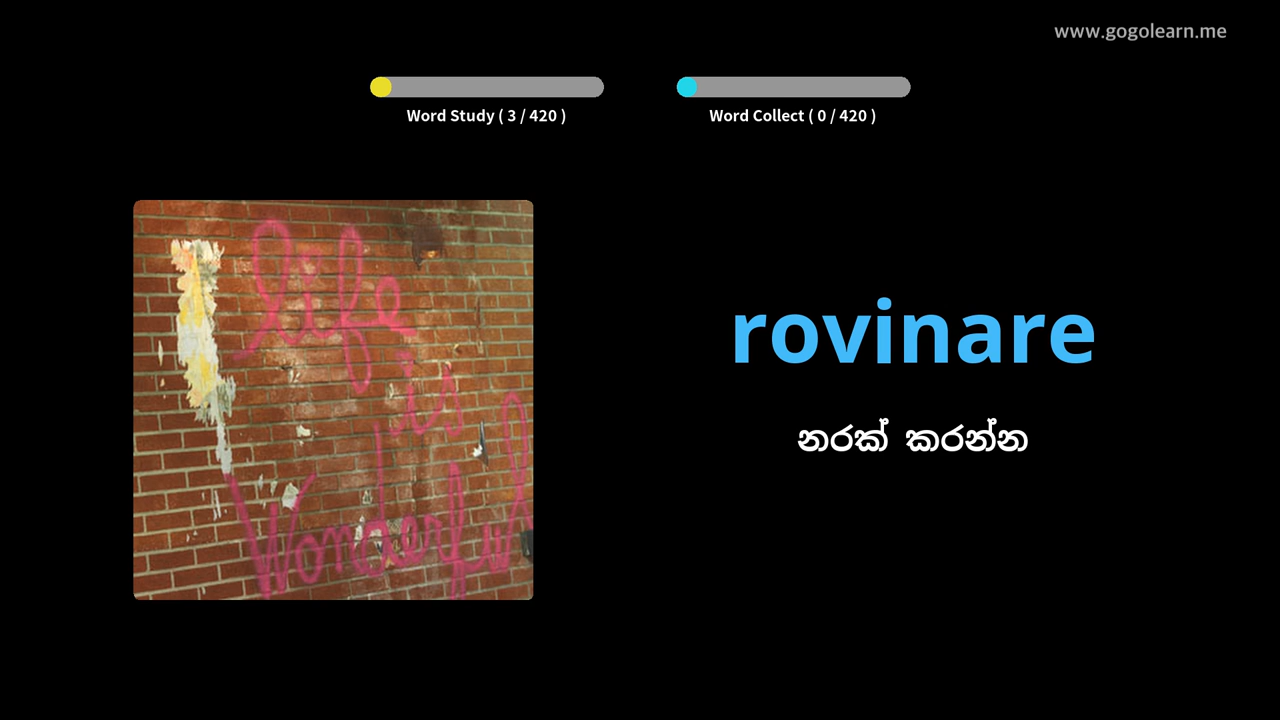 www.gogolearn.me
Word Study ( 3 / 420 )
Word Collect ( 0 / 420 )
life
is
Wonderful
rovinare
නරක් කරන්න